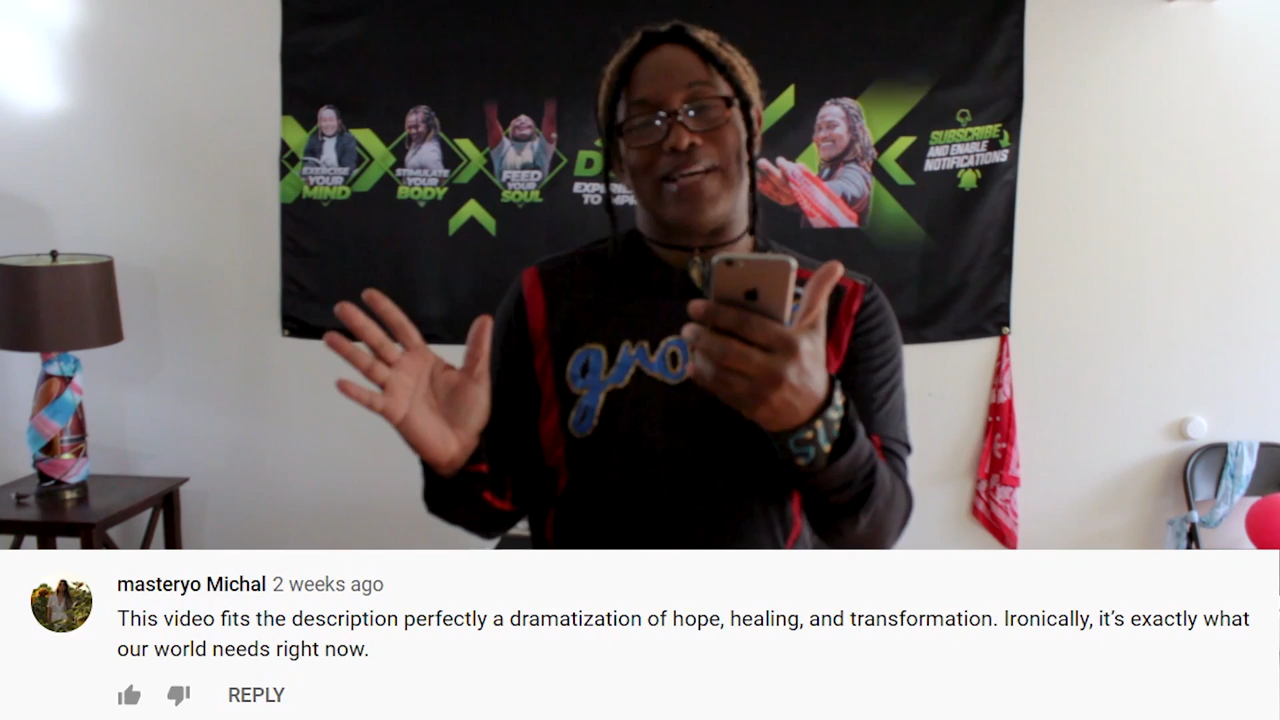 EXERCISE
YOUR
MIND
STIMULATE
YOUR
BODY
FEED
YOUR
SOUL
SUBSCRIBE
AND ENABLE
NOTIFICATIONS
masteryo Michal 2 weeks ago
This video fits the description perfectly a dramatization of hope, healing, and transformation. Ironically, it’s exactly what
our world needs right now.
REPLY